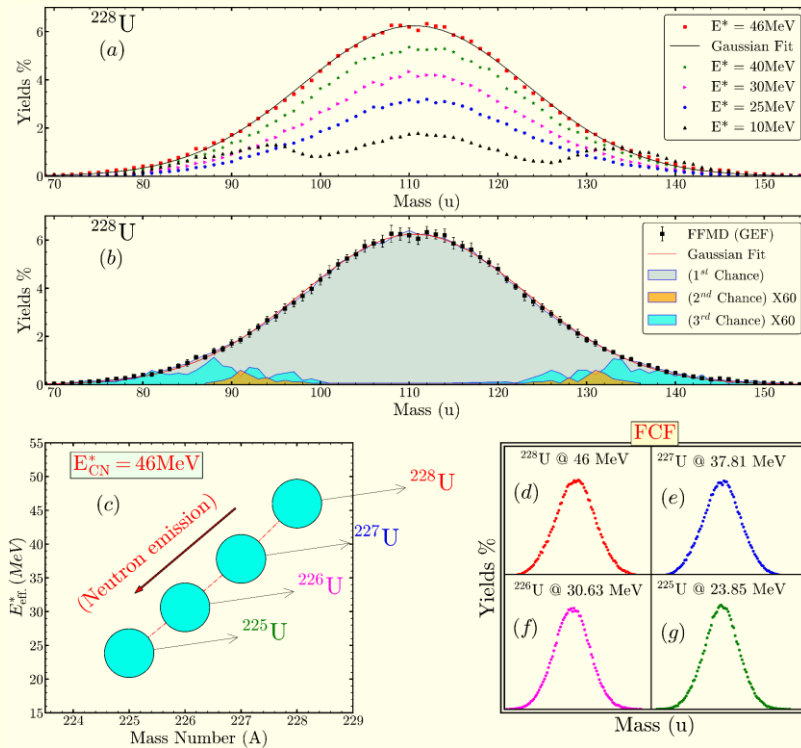 ²²⁸U
(a)
E* = 46MeV
Gaussian Fit
E* = 40MeV
E* = 30MeV
E* = 25MeV
E* = 10MeV
Yields %
6
4
2
0
70 80 90 100 110 120 130 140 150
Mass (u)
²²⁸U
(b)
FFMD (GEF)
Gaussian Fit
(1ˢᵗ Chance)
(2ⁿᵈ Chance) X60
(3ʳᵈ Chance) X60
Yields %
6
4
2
0
70 80 90 100 110 120 130 140 150
Mass (u)
E*CN = 46MeV
(c)
(Neutron emission)
²²⁸U
²²⁷U
²²⁶U
²²⁵U
E*eff. (MeV)
55
50
45
40
35
30
25
20
15
224 225 226 227 228 229
Mass Number (A)
FCF
²²⁸U @ 46 MeV
(d)
²²⁷U @ 37.81 MeV
(e)
²²⁶U @ 30.63 MeV
(f)
²²⁵U @ 23.85 MeV
(g)
Yields %
Mass (u)